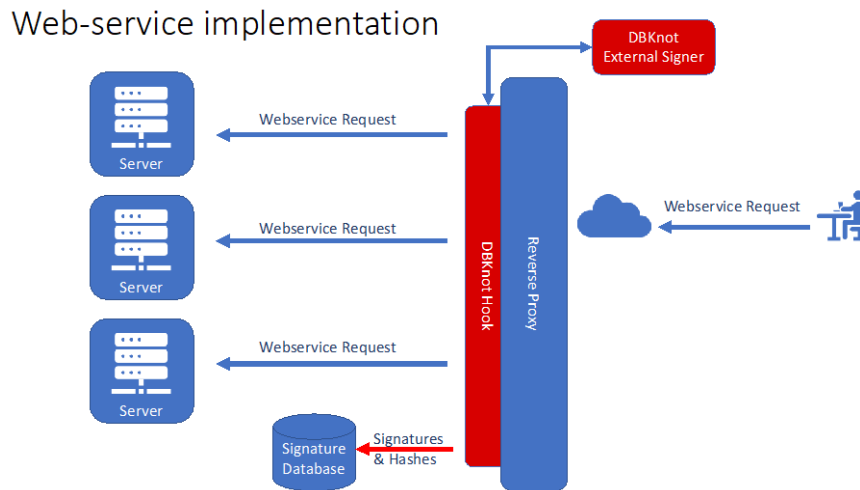 Web-service implementation
DBKnot
External Signer
Webservice Request
Server
Webservice Request
Server
Webservice Request
Server
DBKnot Hook
Reverse Proxy
Webservice Request
Signature
Database
Signatures
& Hashes